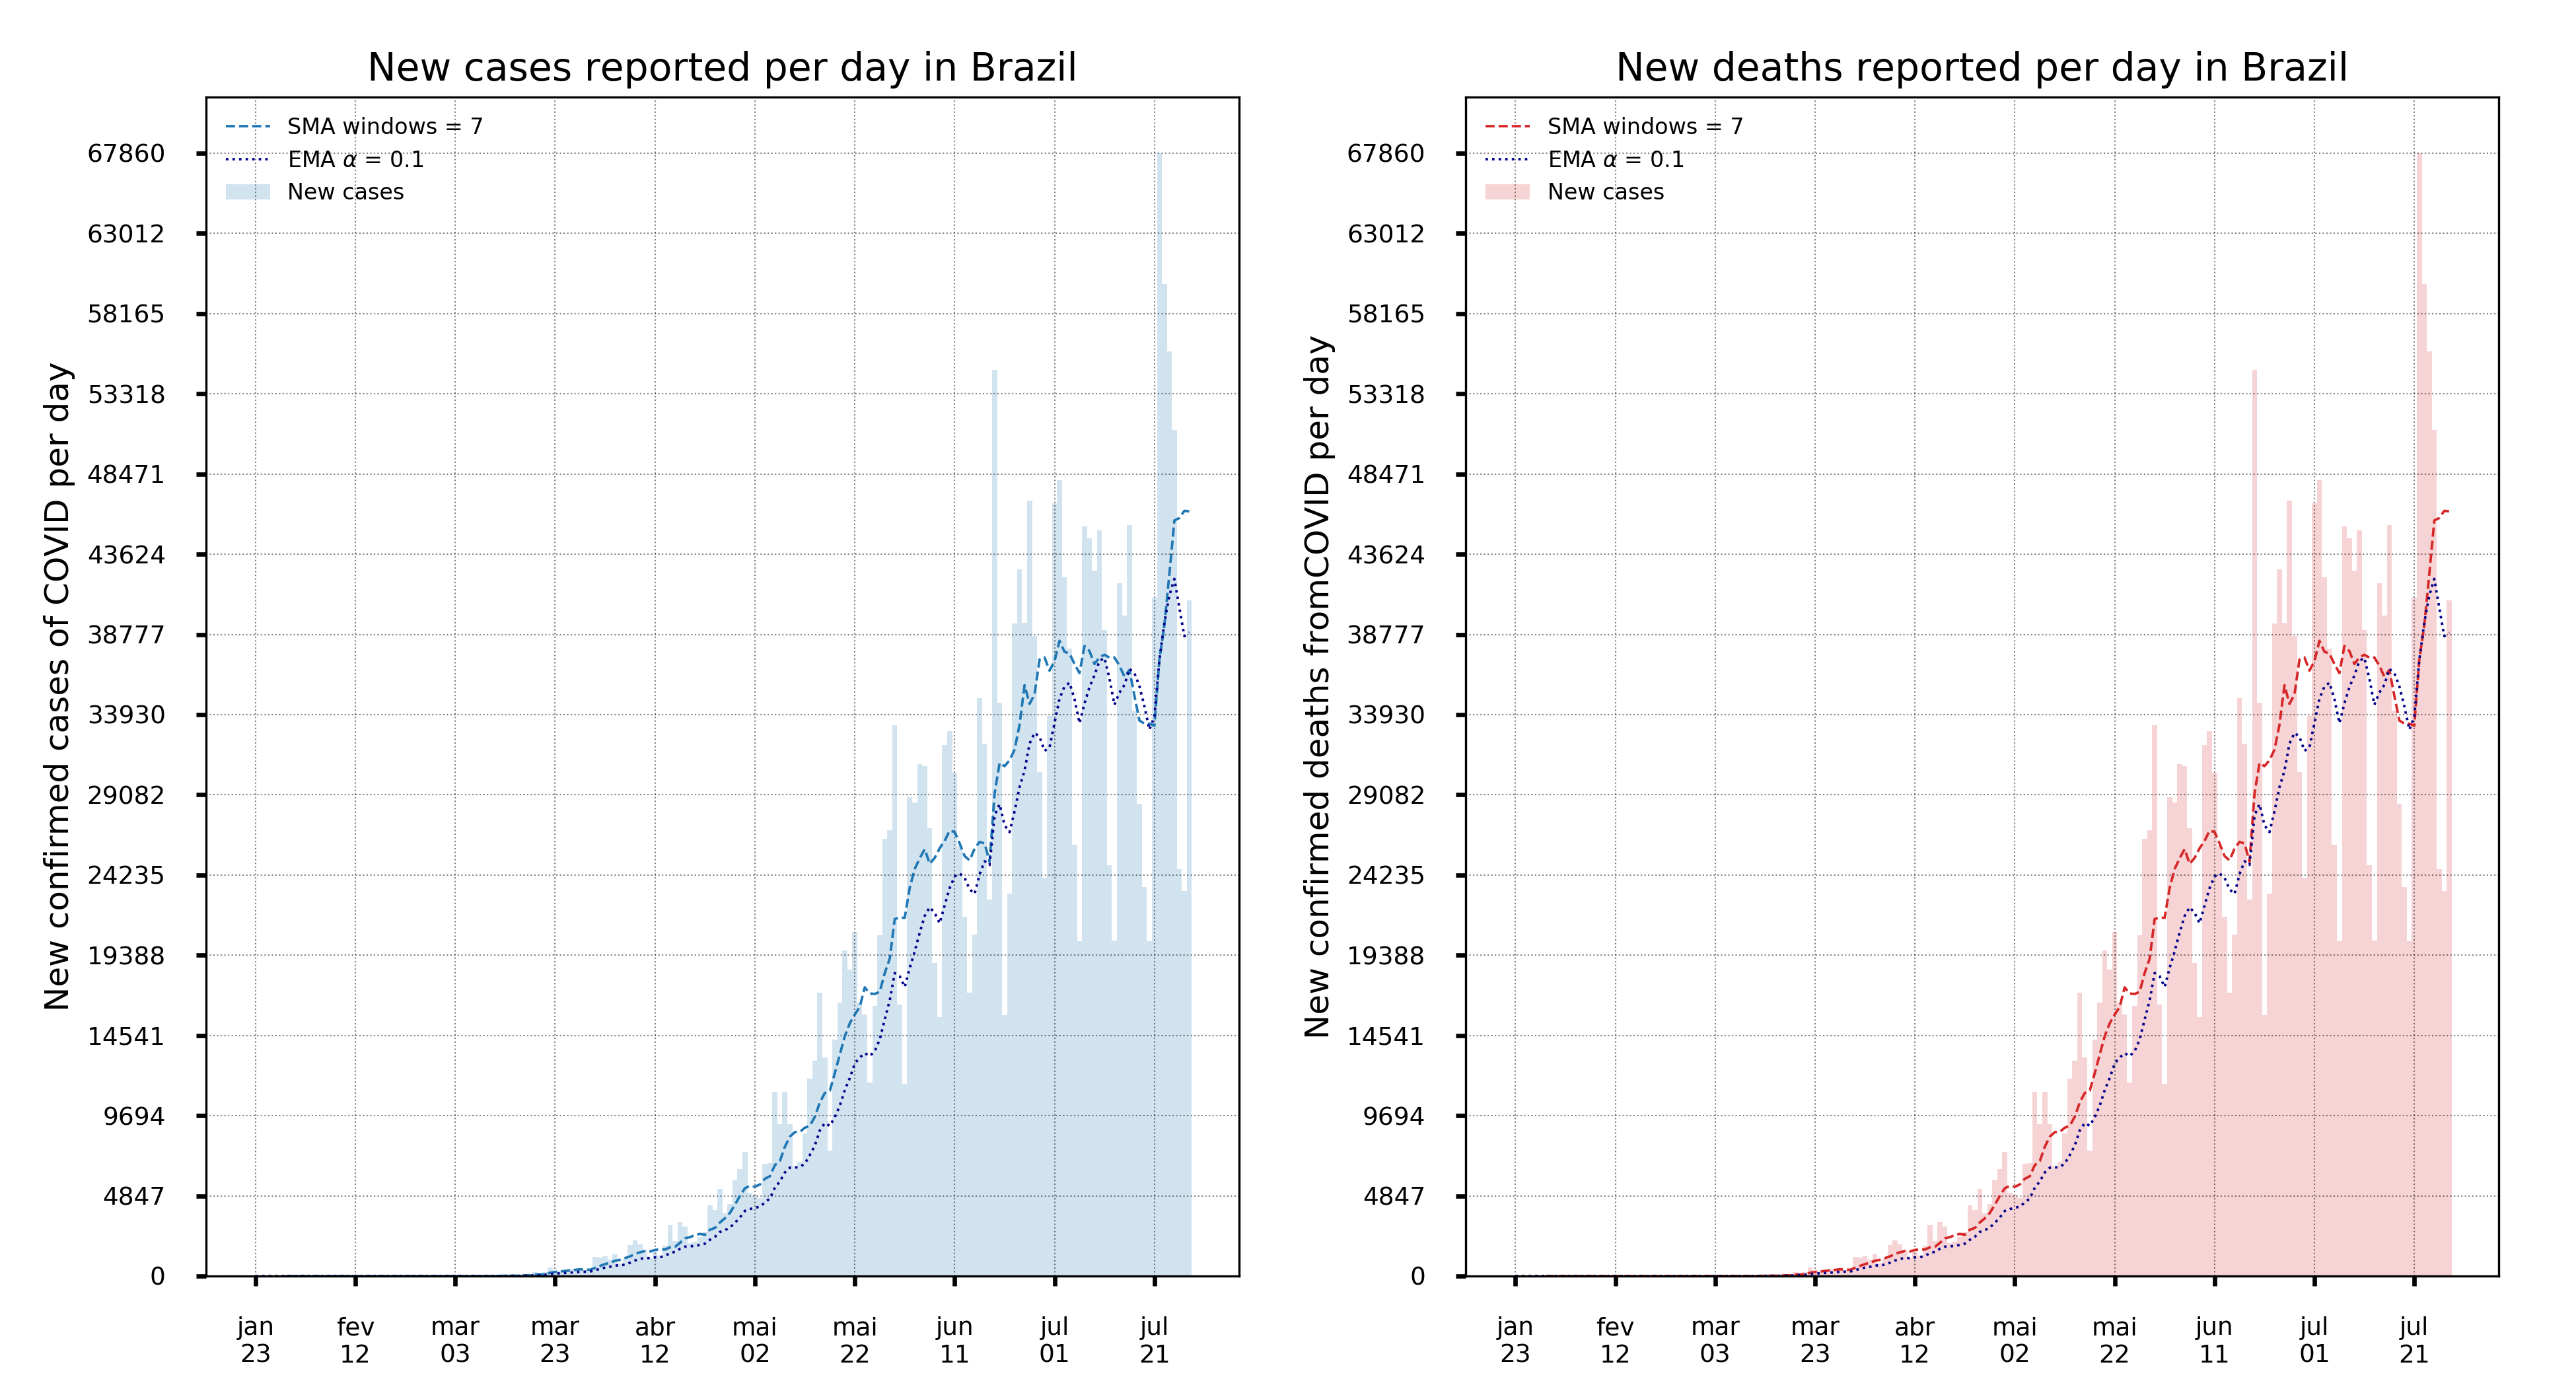 New cases reported per day in Brazil
SMA windows = 7
EMA α = 0.1
New cases
New confirmed cases of COVID per day
67860
63012
58165
53318
48471
43624
38777
33930
29082
24235
19388
14541
9694
4847
0
jan fev mar mar abr mai mai jun jul jul
23 12 03 23 12 02 22 11 01 21
New deaths reported per day in Brazil
SMA windows = 7
EMA α = 0.1
New cases
New confirmed deaths fromCOVID per day
67860
63012
58165
53318
48471
43624
38777
33930
29082
24235
19388
14541
9694
4847
0
jan fev mar mar abr mai mai jun jul jul
23 12 03 23 12 02 22 11 01 21